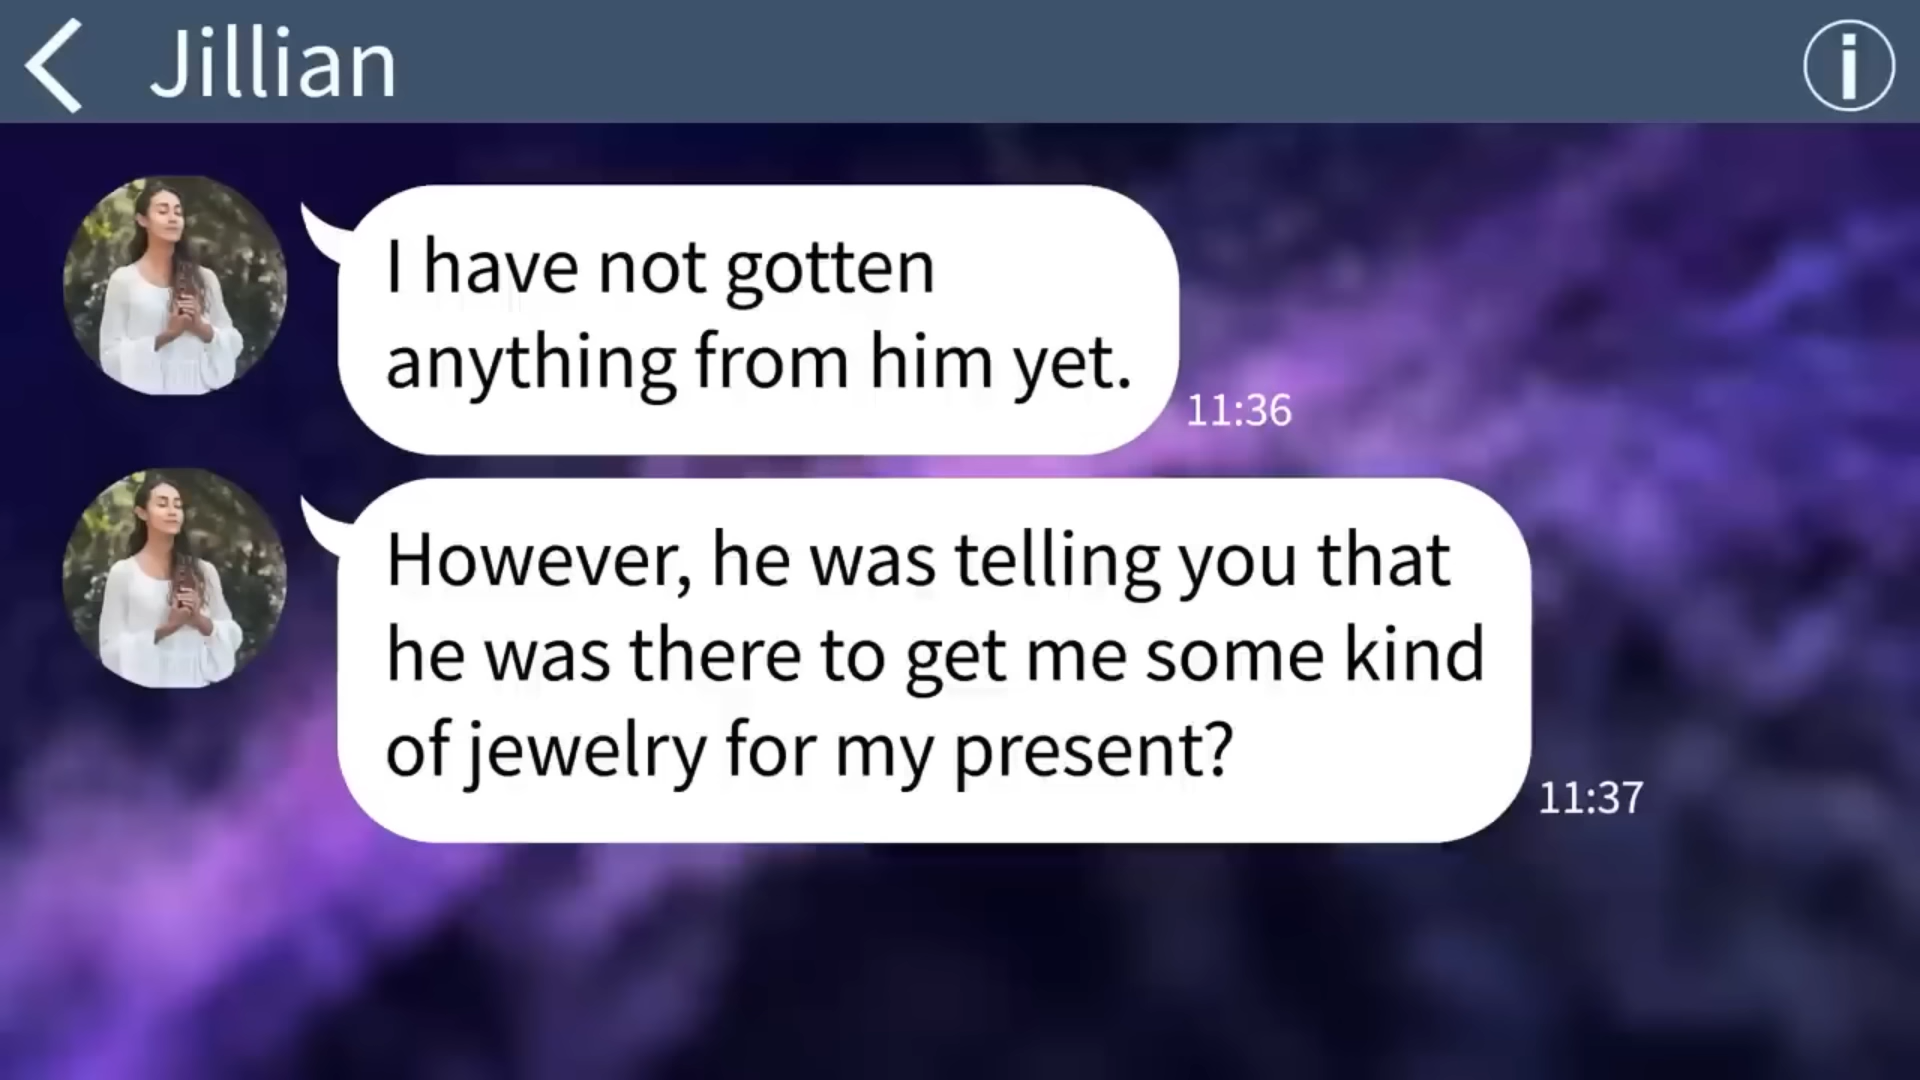 Jillian
I have not gotten
anything from him yet.
11:36
However, he was telling you that
he was there to get me some kind
of jewelry for my present?
11:37